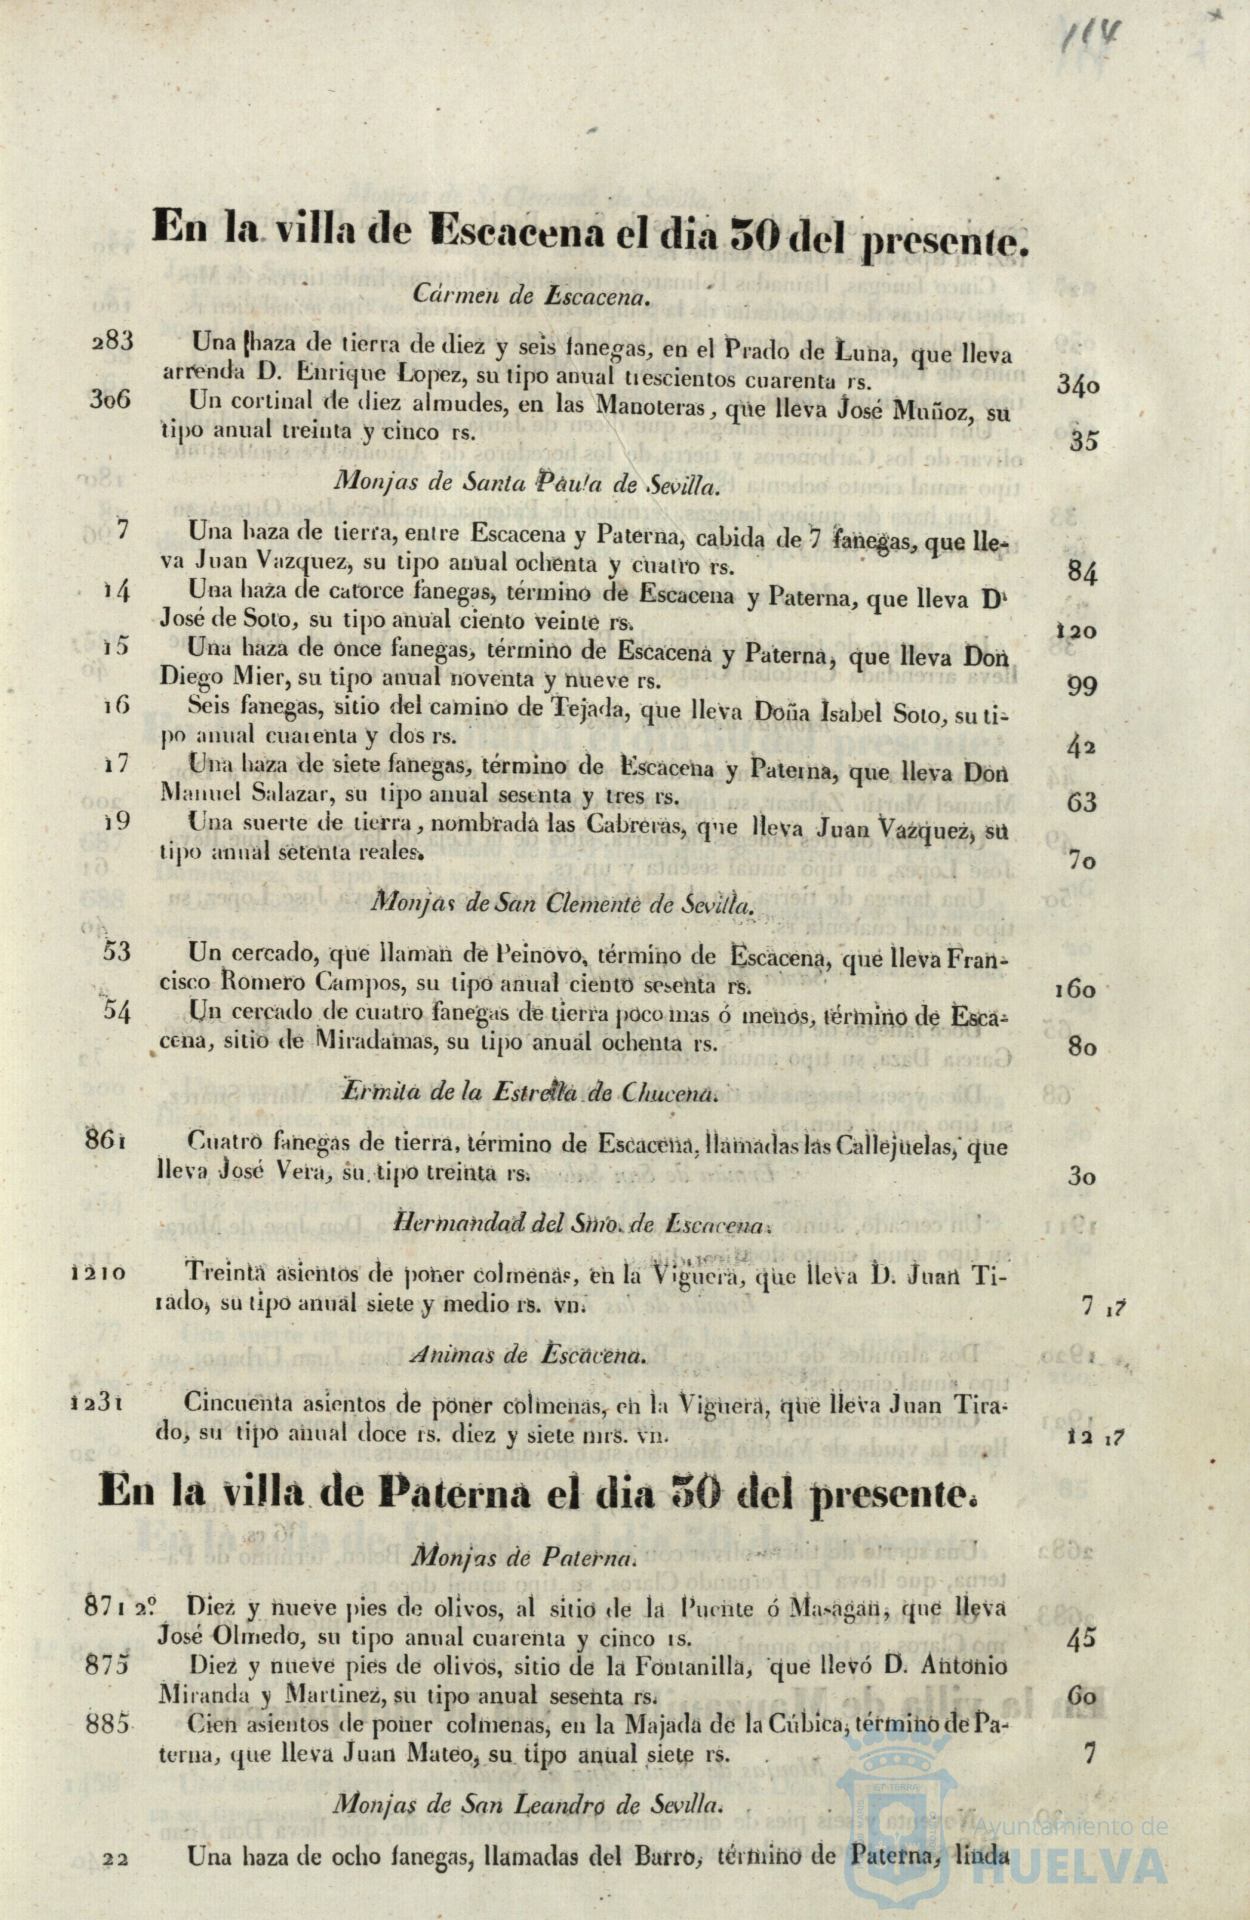 114
En la villa de Escacena el dia 30 del presente.
Cármen de Escacena.
283 Una haza de tierra de diez y seis fanegas, en el Prado de Luna, que lleva
arrenda D. Enrique Lopez, su tipo anual trescientos cuarenta rs. 340
306 Un cortinal de diez almudes, en las Manoteras, que lleva José Muñoz, su
tipo anual treinta y cinco rs. 35
Monjas de Santa Paula de Sevilla.
7 Una haza de tierra, entre Escacena y Paterna, cabida de 7 fanegas, que lle-
va Juan Vazquez, su tipo anual ochenta y cuatro rs. 84
14 Una haza de catorce fanegas, término de Escacena y Paterna, que lleva D.
José de Soto, su tipo anual ciento veinte rs. 120
15 Una haza de once fanegas, término de Escacena y Paterna, que lleva Don
Diego Mier, su tipo anual noventa y nueve rs. 99
16 Seis fanegas, sitio del camino de Tejada, que lleva Doña Isabel Soto, su ti-
po anual cuarenta y dos rs. 42
17 Una haza de siete fanegas, término de Escacena y Paterna, que lleva Don
Manuel Salazar, su tipo anual sesenta y tres rs. 63
19 Una suerte de tierra, nombrada las Cabreras, que lleva Juan Vazquez, su
tipo anual setenta reales. 70
Monjas de San Clemente de Sevilla.
53 Un cercado, que llaman de Peinovo, término de Escacena, que lleva Fran-
cisco Romero Campos, su tipo anual ciento sesenta rs. 160
54 Un cercado de cuatro fanegas de tierra poco mas ó menos, término de Esca-
cena, sitio de Miradamas, su tipo anual ochenta rs. 80
Ermita de la Estrella de Chucena.
861 Cuatro fanegas de tierra, término de Escacena, llamadas las Callejuelas, que
lleva José Vera, su tipo treinta rs. 30
Hermandad del Smo. de Escacena.
1210 Treinta asientos de poner colmenas, en la Viguera, que lleva D. Juan Ti-
rado, su tipo anual siete y medio rs. vn. 7 17
Animas de Escacena.
1231 Cincuenta asientos de poner colmenas, en la Viguera, que lleva Juan Tira-
do, su tipo anual doce rs. diez y siete mrs. vn. 12 17
En la villa de Paterna el dia 30 del presente.
Monjas de Paterna.
871 2.º Diez y nueve pies de olivos, al sitio de la Puente ó Masagan, que lleva
José Olmedo, su tipo anual cuarenta y cinco rs. 45
875 Diez y nueve pies de olivos, sitio de la Fontanilla, que llevó D. Antonio
Miranda y Martinez, su tipo anual sesenta rs. 60
885 Cien asientos de poner colmenas, en la Majada de la Cúbica, término de Pa-
terna, que lleva Juan Mateo, su tipo anual siete rs. 7
Monjas de San Leandro de Sevilla.
22 Una haza de ocho fanegas, llamadas del Barro, término de Paterna, linda
Ayuntamiento de
HUELVA